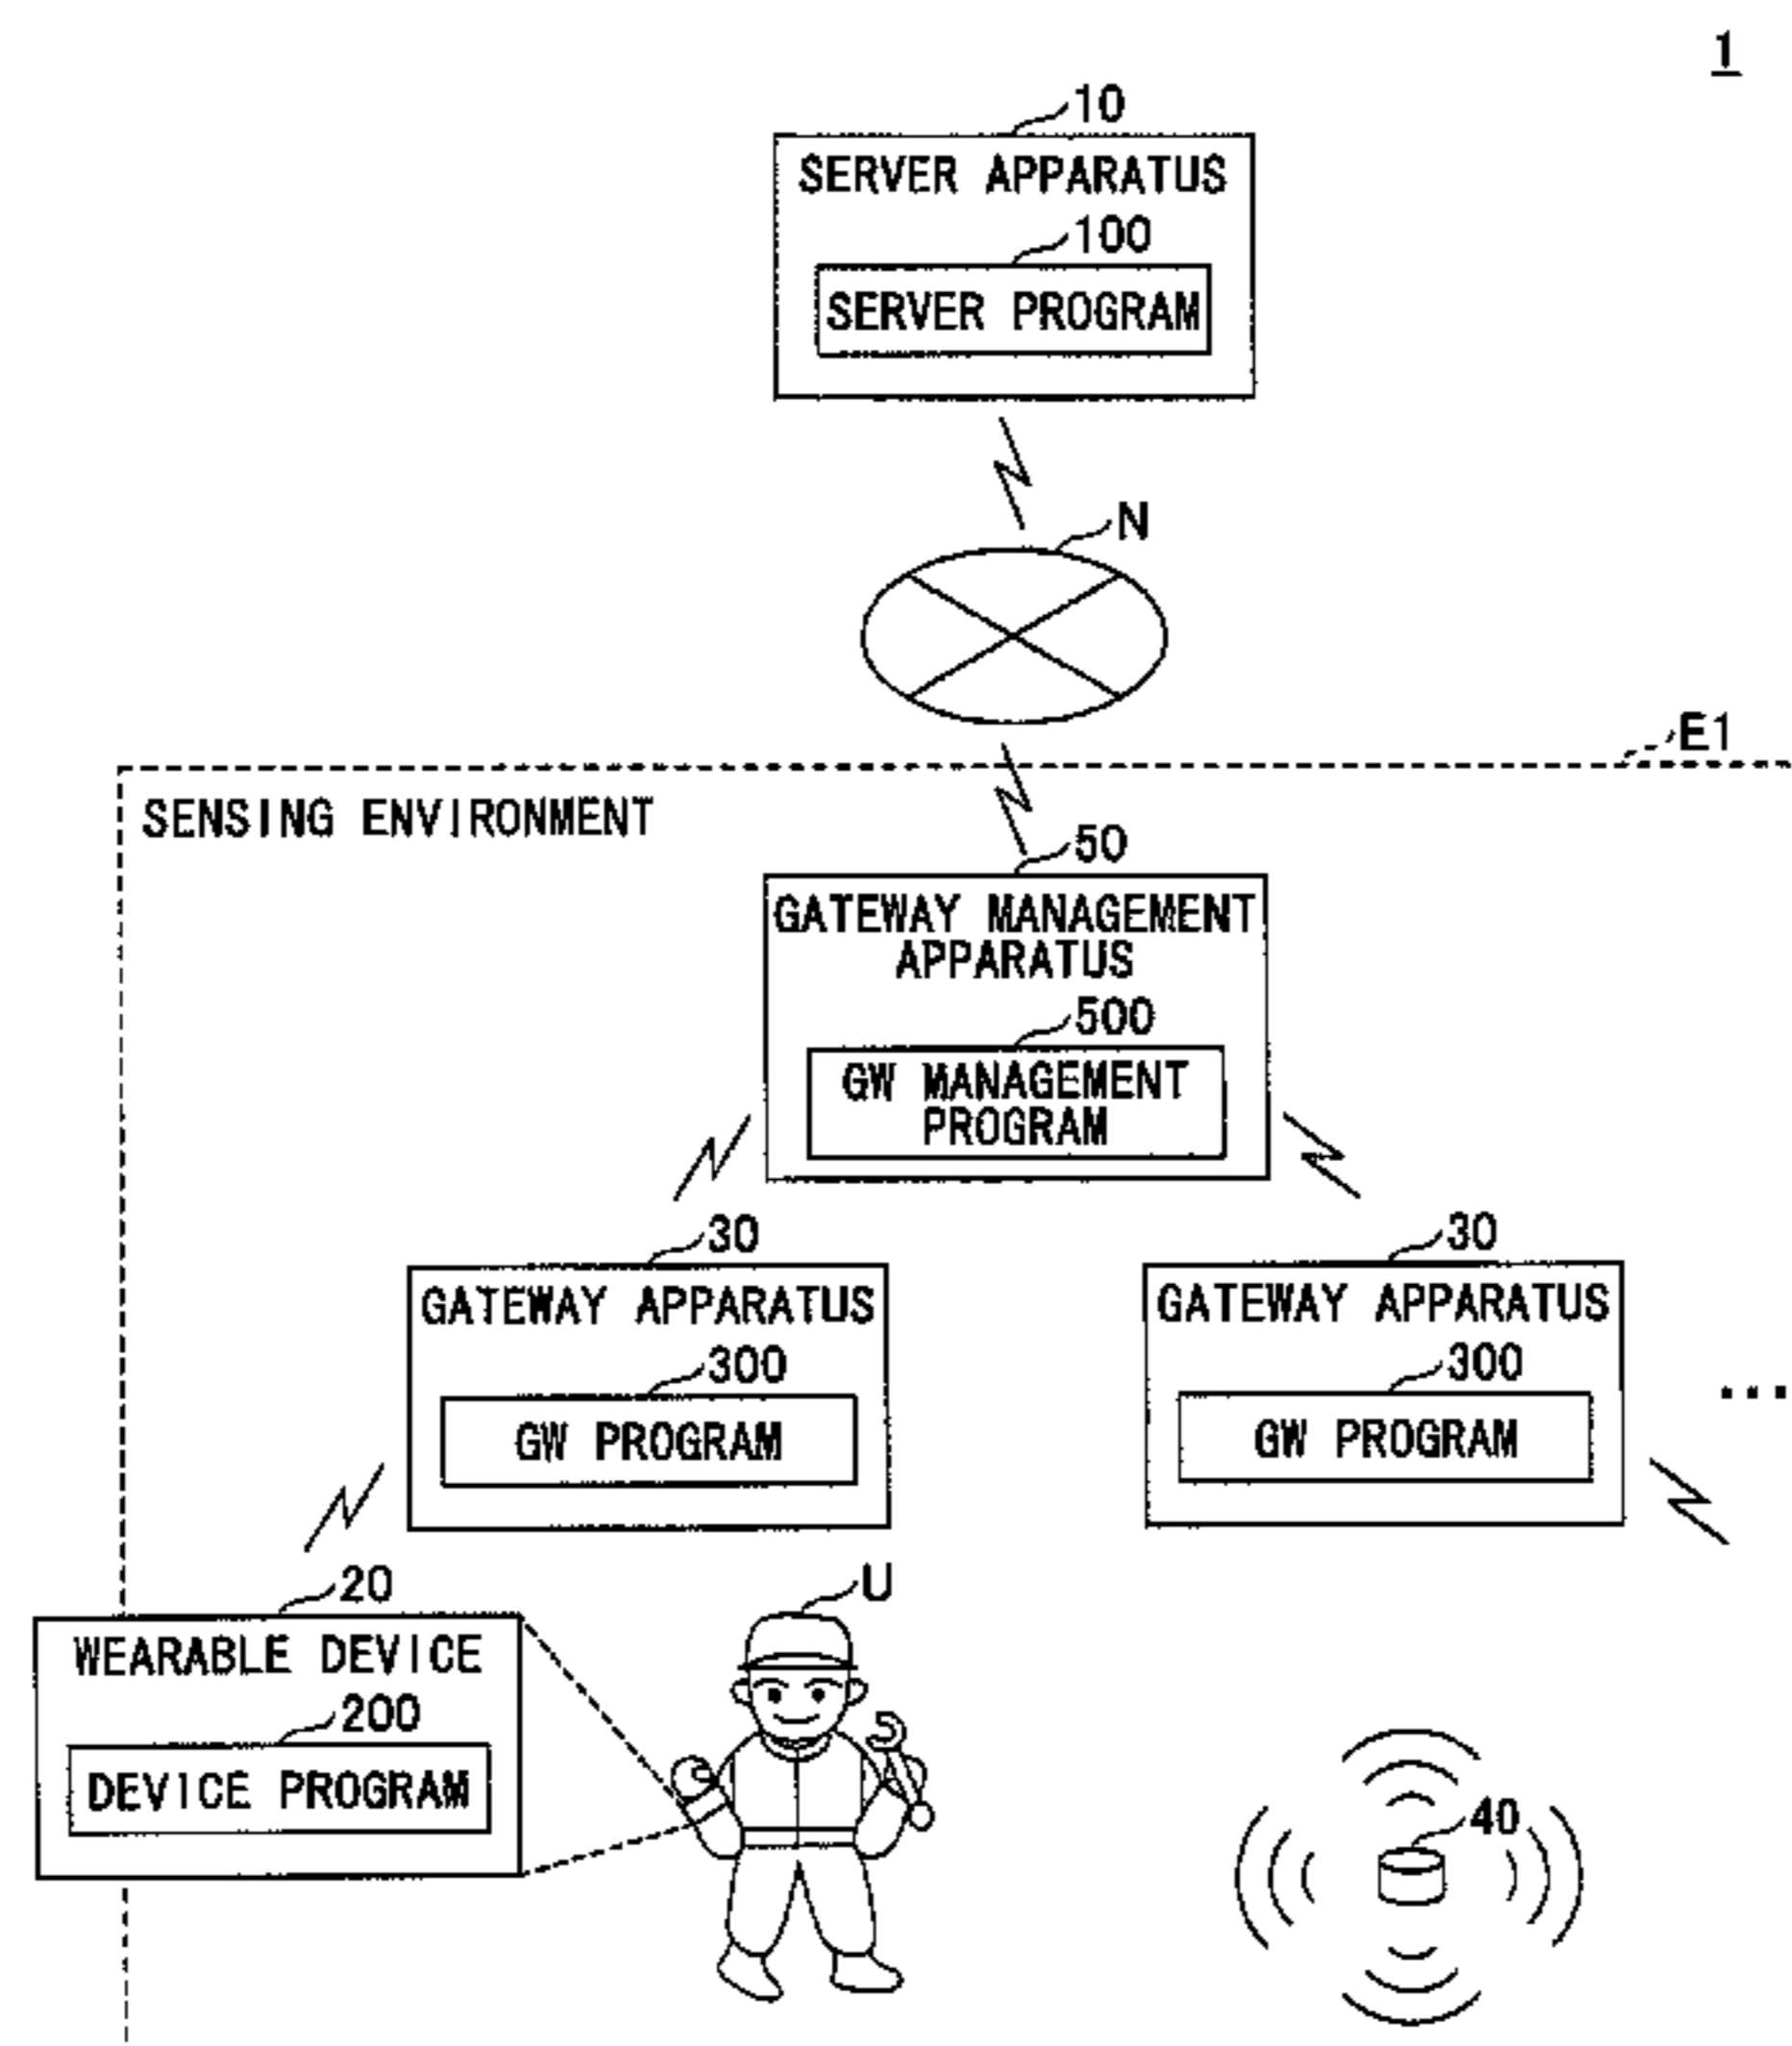 1
10
SERVER APPARATUS
100
SERVER PROGRAM
N
E1
SENSING ENVIRONMENT
50
GATEWAY MANAGEMENT
APPARATUS
500
GW MANAGEMENT
PROGRAM
30
GATEWAY APPARATUS
300
GW PROGRAM
30
GATEWAY APPARATUS
300
GW PROGRAM
...
20
WEARABLE DEVICE
200
DEVICE PROGRAM
U
40